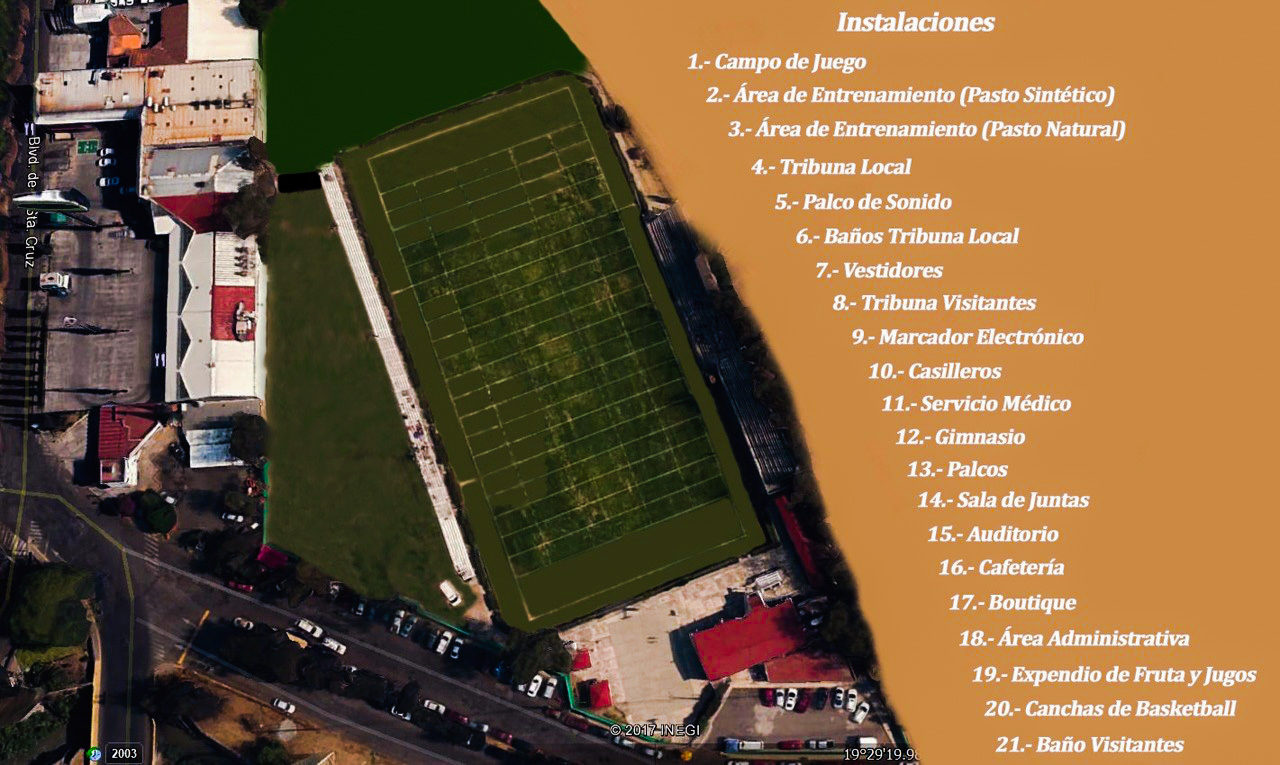 Instalaciones
1.- Campo de Juego
2.- Área de Entrenamiento (Pasto Sintético)
3.- Área de Entrenamiento (Pasto Natural)
4.- Tribuna Local
5.- Palco de Sonido
6.- Baños Tribuna Local
7.- Vestidores
8.- Tribuna Visitantes
9.- Marcador Electrónico
10.- Casilleros
11.- Servicio Médico
12.- Gimnasio
13.- Palcos
14.- Sala de Juntas
15.- Auditorio
16.- Cafetería
17.- Boutique
18.- Área Administrativa
19.- Expendio de Fruta y Jugos
20.- Canchas de Basketball
21.- Baño Visitantes
Blvd. de Sta. Cruz
© 2017 INEGI
2003
19°29'19.9